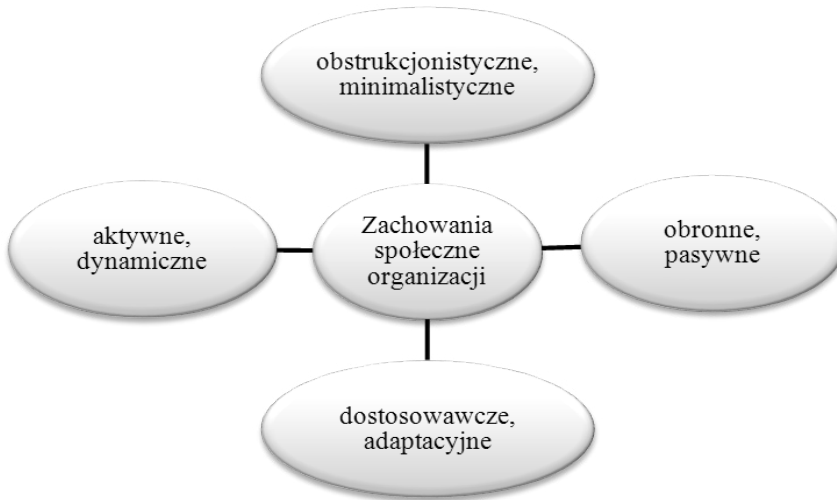 obstrukcjonistyczne,
minimalistyczne
aktywne,
dynamiczne
Zachowania
społeczne
organizacji
obronne,
pasywne
dostosowawcze,
adaptacyjne